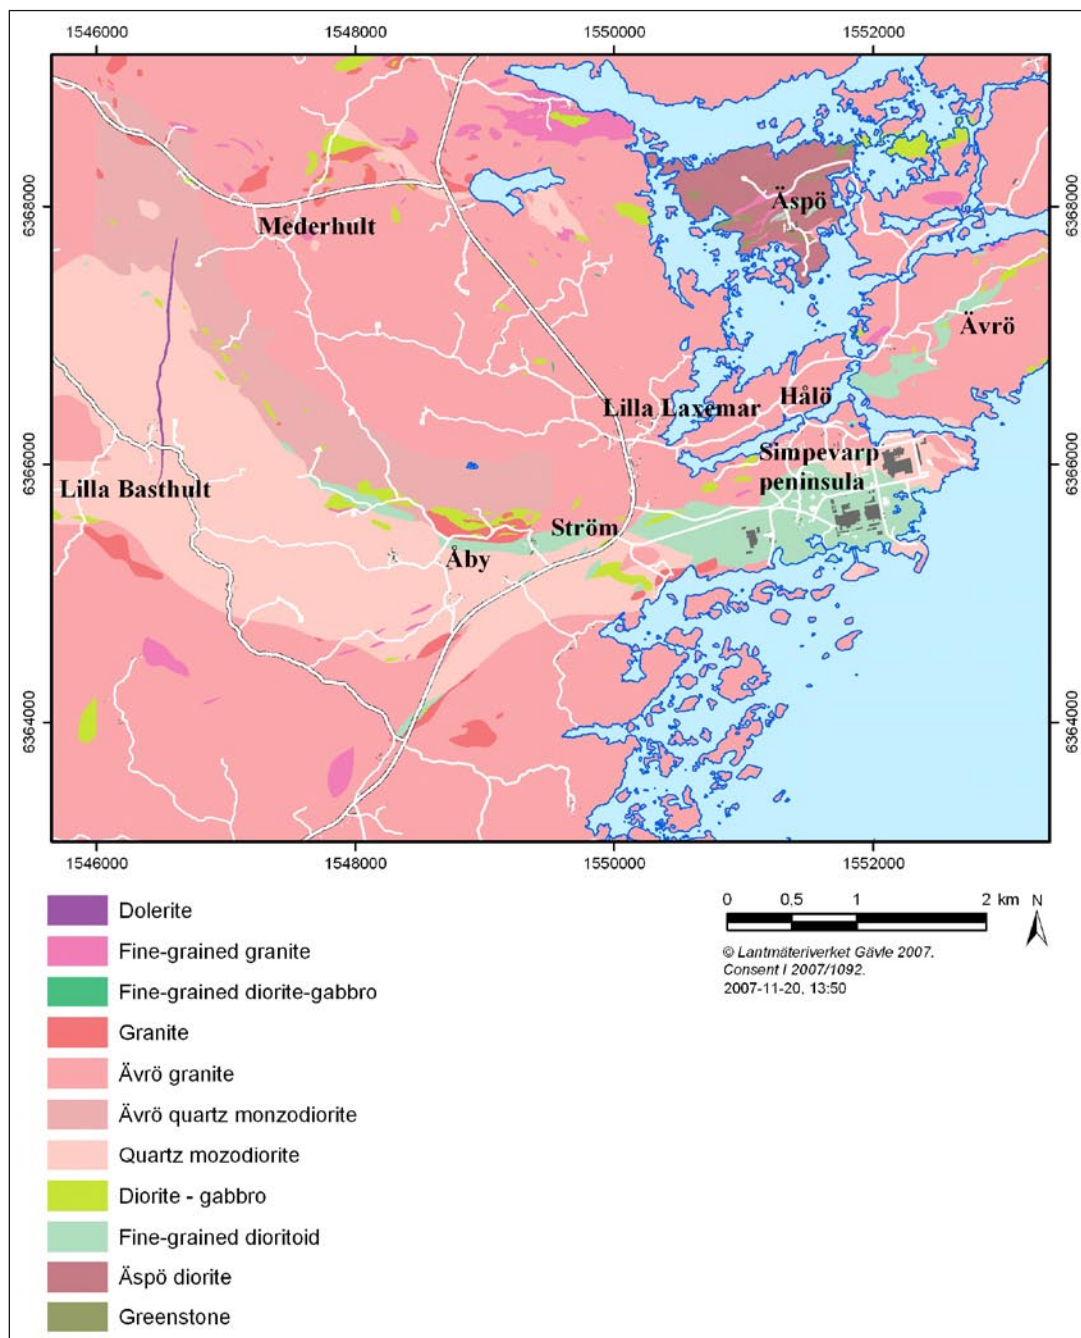 1546000 1548000 1550000 1552000
6368000 6368000
Äspö
Mederhult
Ävrö
Hålö
Lilla Laxemar
6366000 6366000
Simpevarp
peninsula
Lilla Basthult
Ström
Åby
6364000 6364000
1546000 1548000 1550000 1552000
Dolerite
Fine-grained granite
Fine-grained diorite-gabbro
Granite
Ävrö granite
Ävrö quartz monzodiorite
Quartz mozodiorite
Diorite - gabbro
Fine-grained dioritoid
Äspö diorite
Greenstone
0 0,5 1 2 km N
© Lantmäteriverket Gävle 2007.
Consent I 2007/1092.
2007-11-20, 13:50